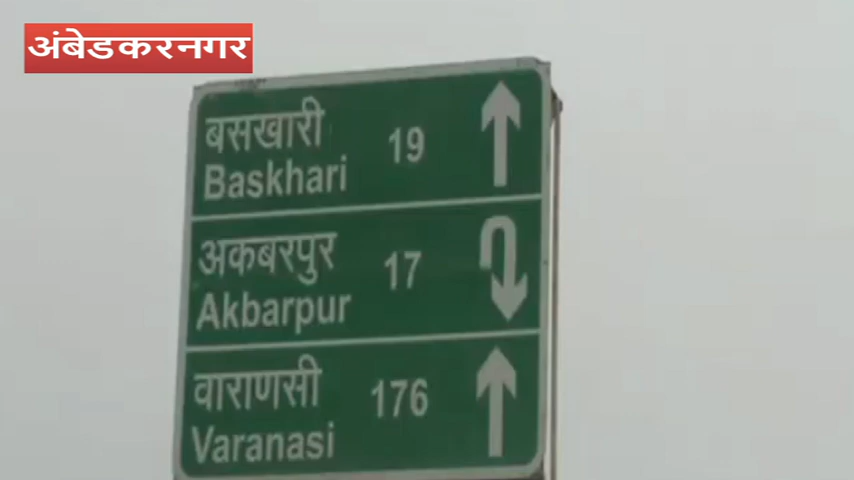 अंबेडकरनगर
बसखारी 19
Baskhari
अकबरपुर 17
Akbarpur
वाराणसी 176
Varanasi